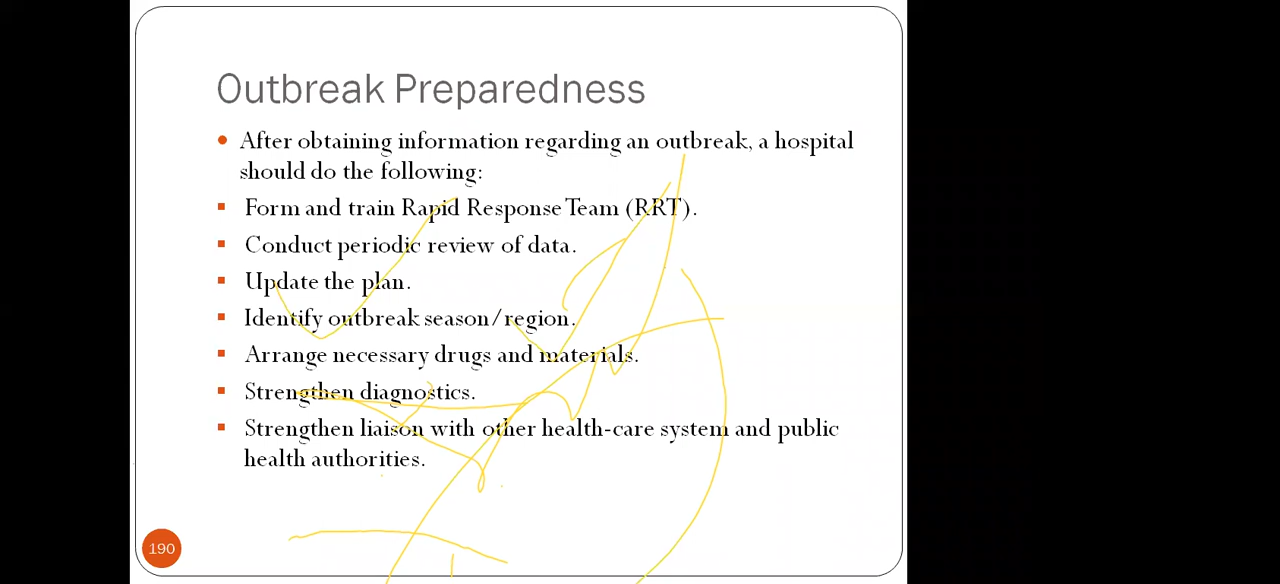 Outbreak Preparedness
After obtaining information regarding an outbreak, a hospital
should do the following:
Form and train Rapid Response Team (RRT).
Conduct periodic review of data.
Update the plan.
Identify outbreak season/region.
Arrange necessary drugs and materials.
Strengthen diagnostics.
Strengthen liaison with other health-care system and public
health authorities.
190